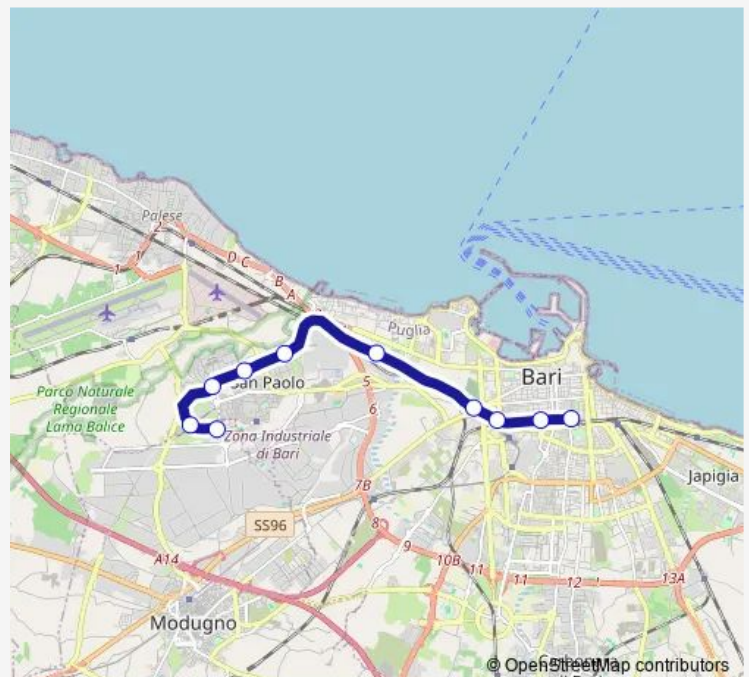 Palese
2
D C
1
1
B
A
Puglia
Bari
San Paolo
5
6
Parco Naturale
Regionale
Lama Balice
Zona Industriale
di Bari
Japigia
7B
SS96
8
9
10B
11
11
12
13A
A14
Modugno
© OpenStreetMap contributors